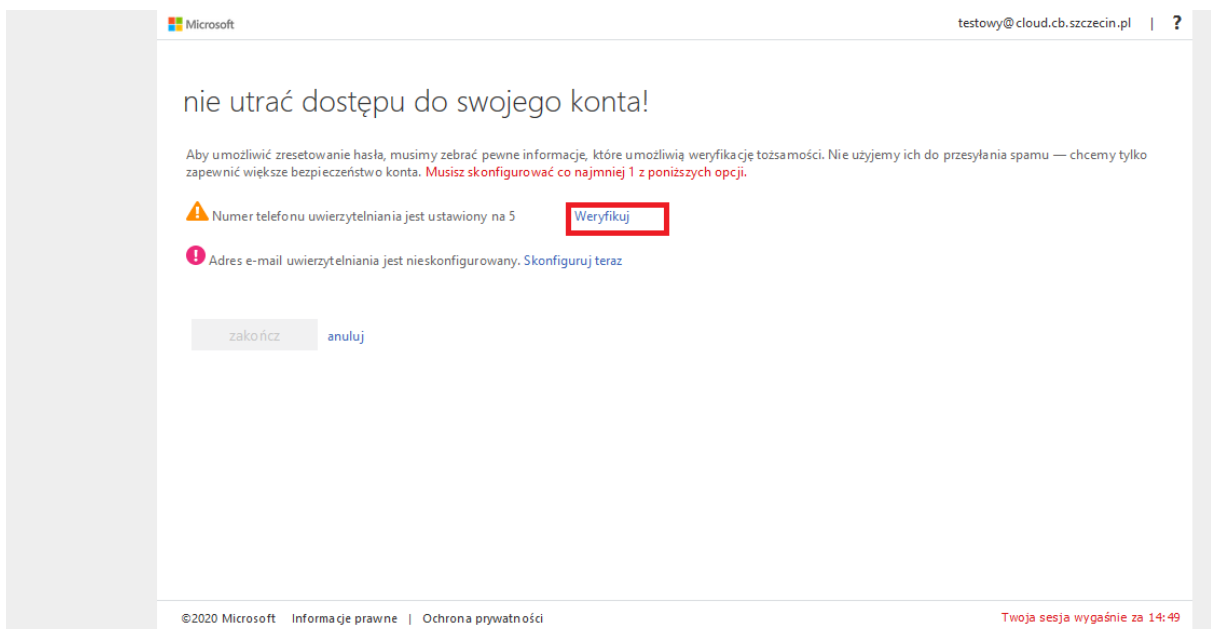 Microsoft
testowy@cloud.cb.szczecin.pl | ?
nie utrać dostępu do swojego konta!
Aby umożliwić zresetowanie hasła, musimy zebrać pewne informacje, które umożliwią weryfikację tożsamości. Nie użyjemy ich do przesyłania spamu — chcemy tylko
zapewnić większe bezpieczeństwo konta. Musisz skonfigurować co najmniej 1 z poniższych opcji.
Numer telefonu uwierzytelniania jest ustawiony na 5 Weryfikuj
Adres e-mail uwierzytelniania jest nieskonfigurowany. Skonfiguruj teraz
zakończ anuluj
©2020 Microsoft Informacje prawne | Ochrona prywatności
Twoja sesja wygaśnie za 14:49